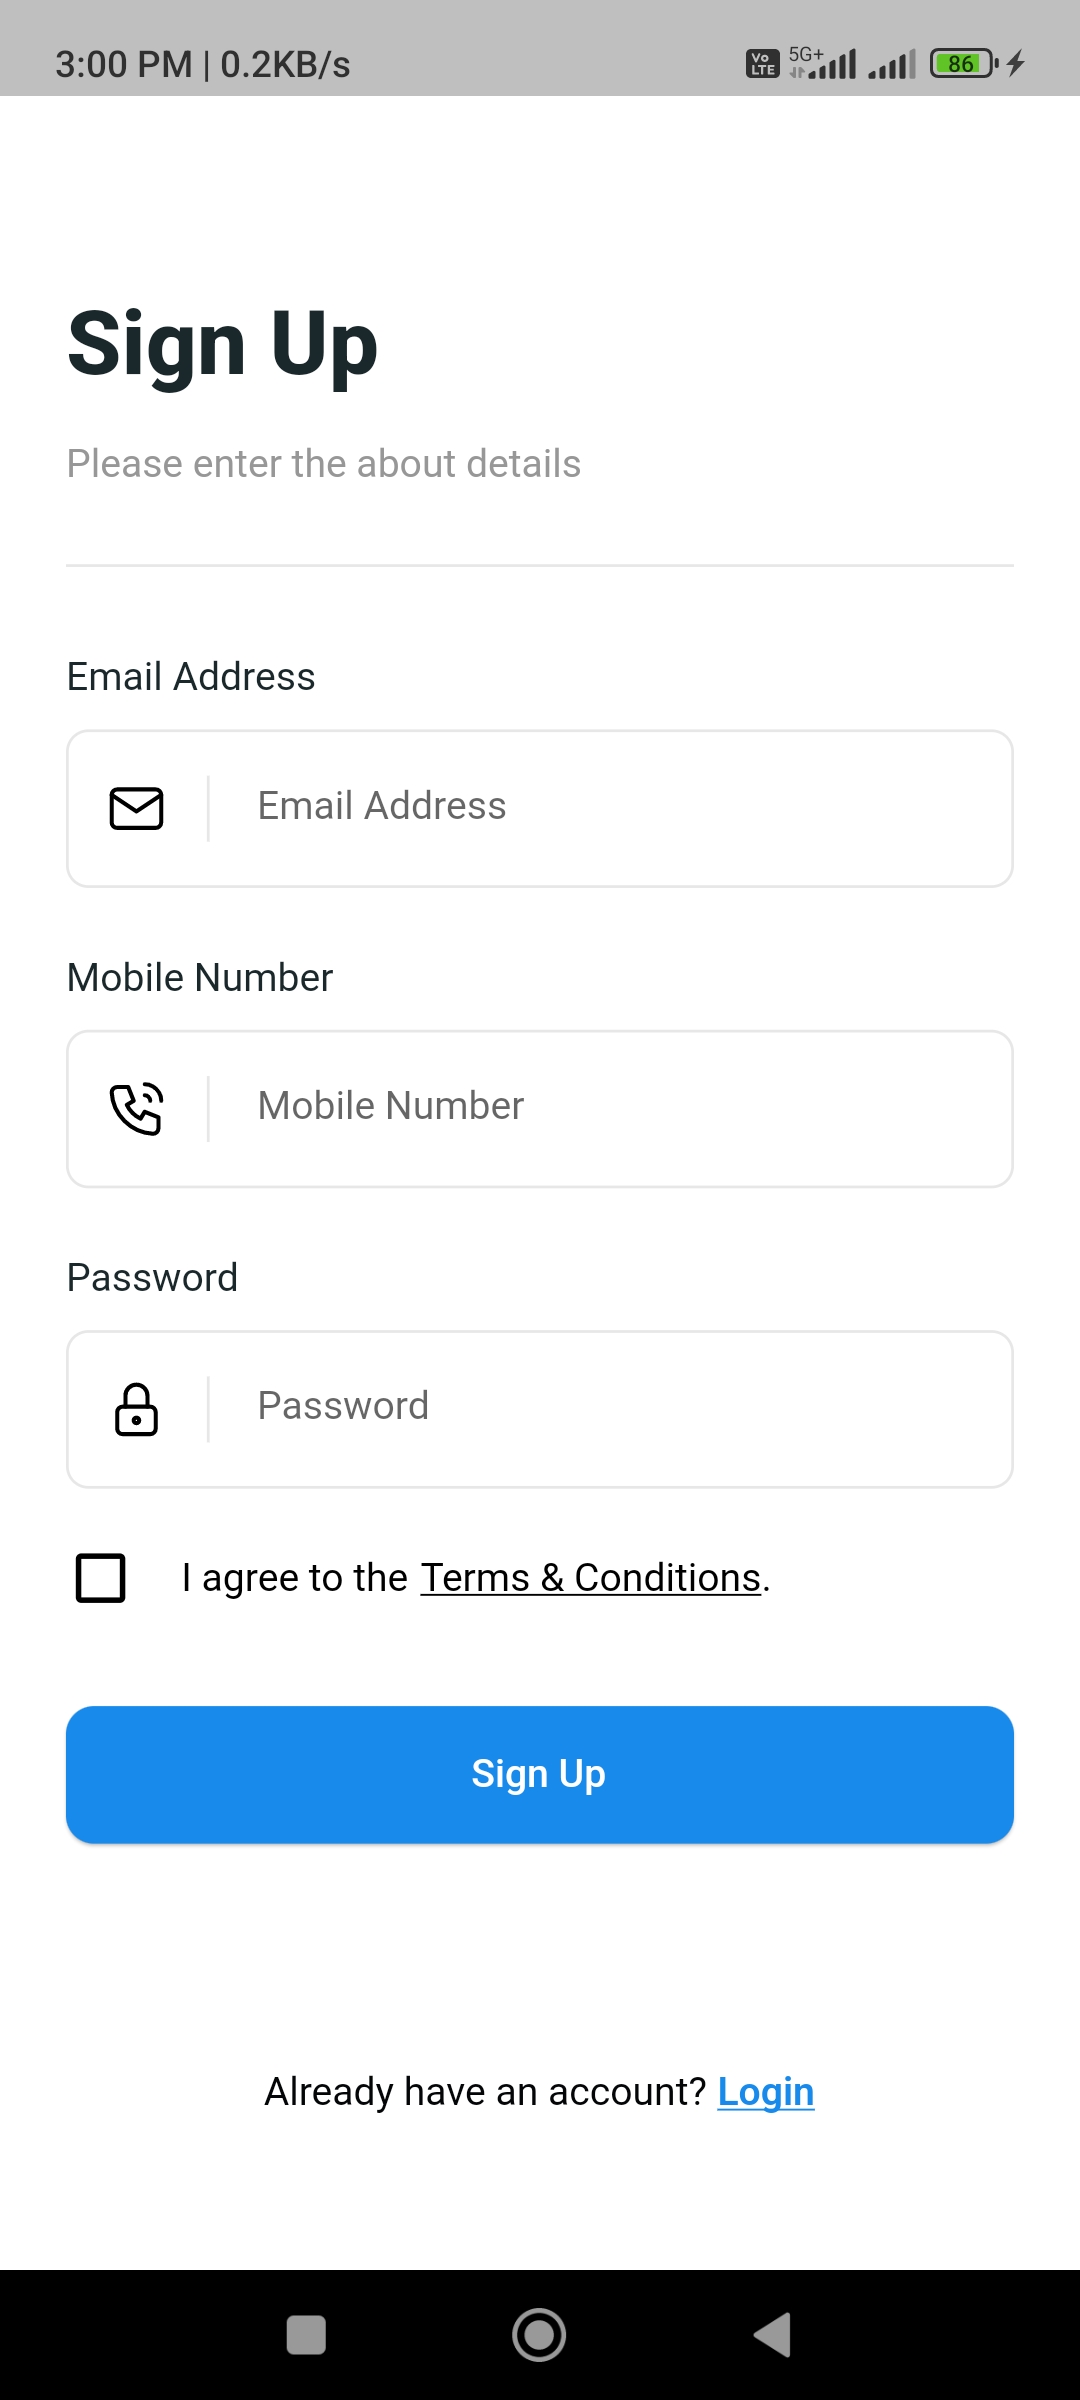 3:00 PM | 0.2KB/s Vo LTE 5G+ 86
Sign Up
Please enter the about details
Email Address
Email Address
Mobile Number
Mobile Number
Password
Password
I agree to the Terms & Conditions.
Sign Up
Already have an account? Login